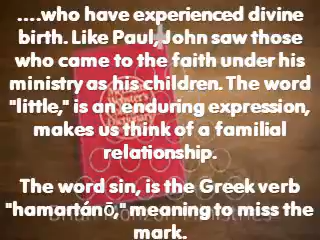 ....who have experienced divine
birth. Like Paul, John saw those
who came to the faith under his
ministry as his children. The word
"little," is an enduring expression,
makes us think of a familial
relationship.
The word sin, is the Greek verb
"hamartánō," meaning to miss the
mark.